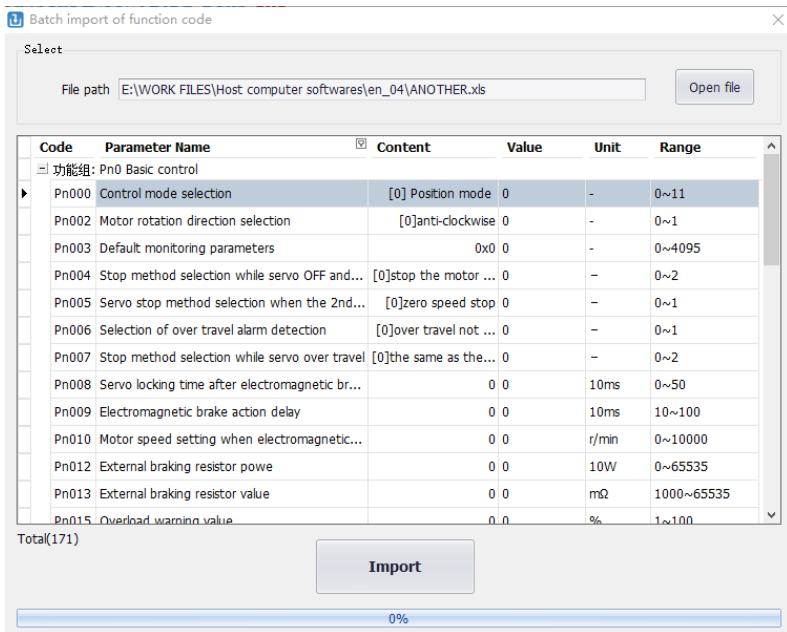 Batch import of function code
Select
File path E:\WORK FILES\Host computer softwares\en_04\ANOTHER.xls Open file
Code Parameter Name Content Value Unit Range
功能组: Pn0 Basic control
Pn000 Control mode selection [0] Position mode 0 - 0~11
Pn002 Motor rotation direction selection [0]anti-clockwise 0 - 0~1
Pn003 Default monitoring parameters 0x0 0 - 0~4095
Pn004 Stop method selection while servo OFF and... [0]stop the motor ... 0 - 0~2
Pn005 Servo stop method selection when the 2nd... [0]zero speed stop 0 - 0~1
Pn006 Selection of over travel alarm detection [0]over travel not ... 0 - 0~1
Pn007 Stop method selection while servo over travel [0]the same as the... 0 - 0~2
Pn008 Servo locking time after electromagnetic br... 0 0 10ms 0~50
Pn009 Electromagnetic brake action delay 0 0 10ms 10~100
Pn010 Motor speed setting when electromagnetic... 0 0 r/min 0~10000
Pn012 External braking resistor powe 0 0 10W 0~65535
Pn013 External braking resistor value 0 0 mΩ 1000~65535
Pn015 Overload warning value 0 0 % 1~100
Total(171)
Import
0%